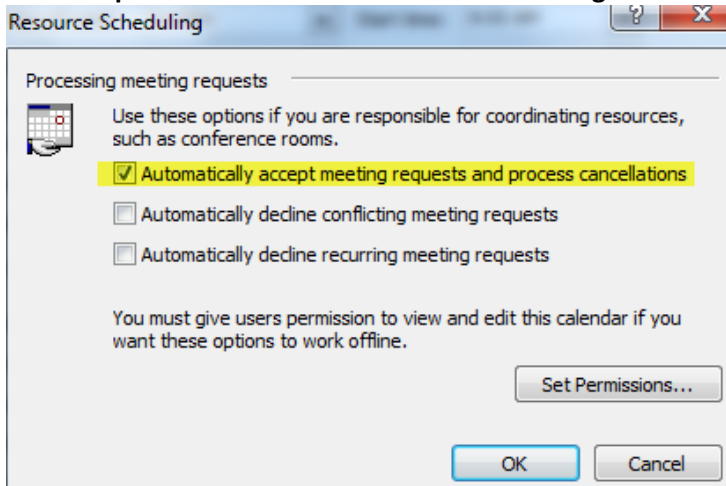 Resource Scheduling
Processing meeting requests
Use these options if you are responsible for coordinating resources,
such as conference rooms.
Automatically accept meeting requests and process cancellations
Automatically decline conflicting meeting requests
Automatically decline recurring meeting requests
You must give users permission to view and edit this calendar if you
want these options to work offline.
Set Permissions...
OK
Cancel